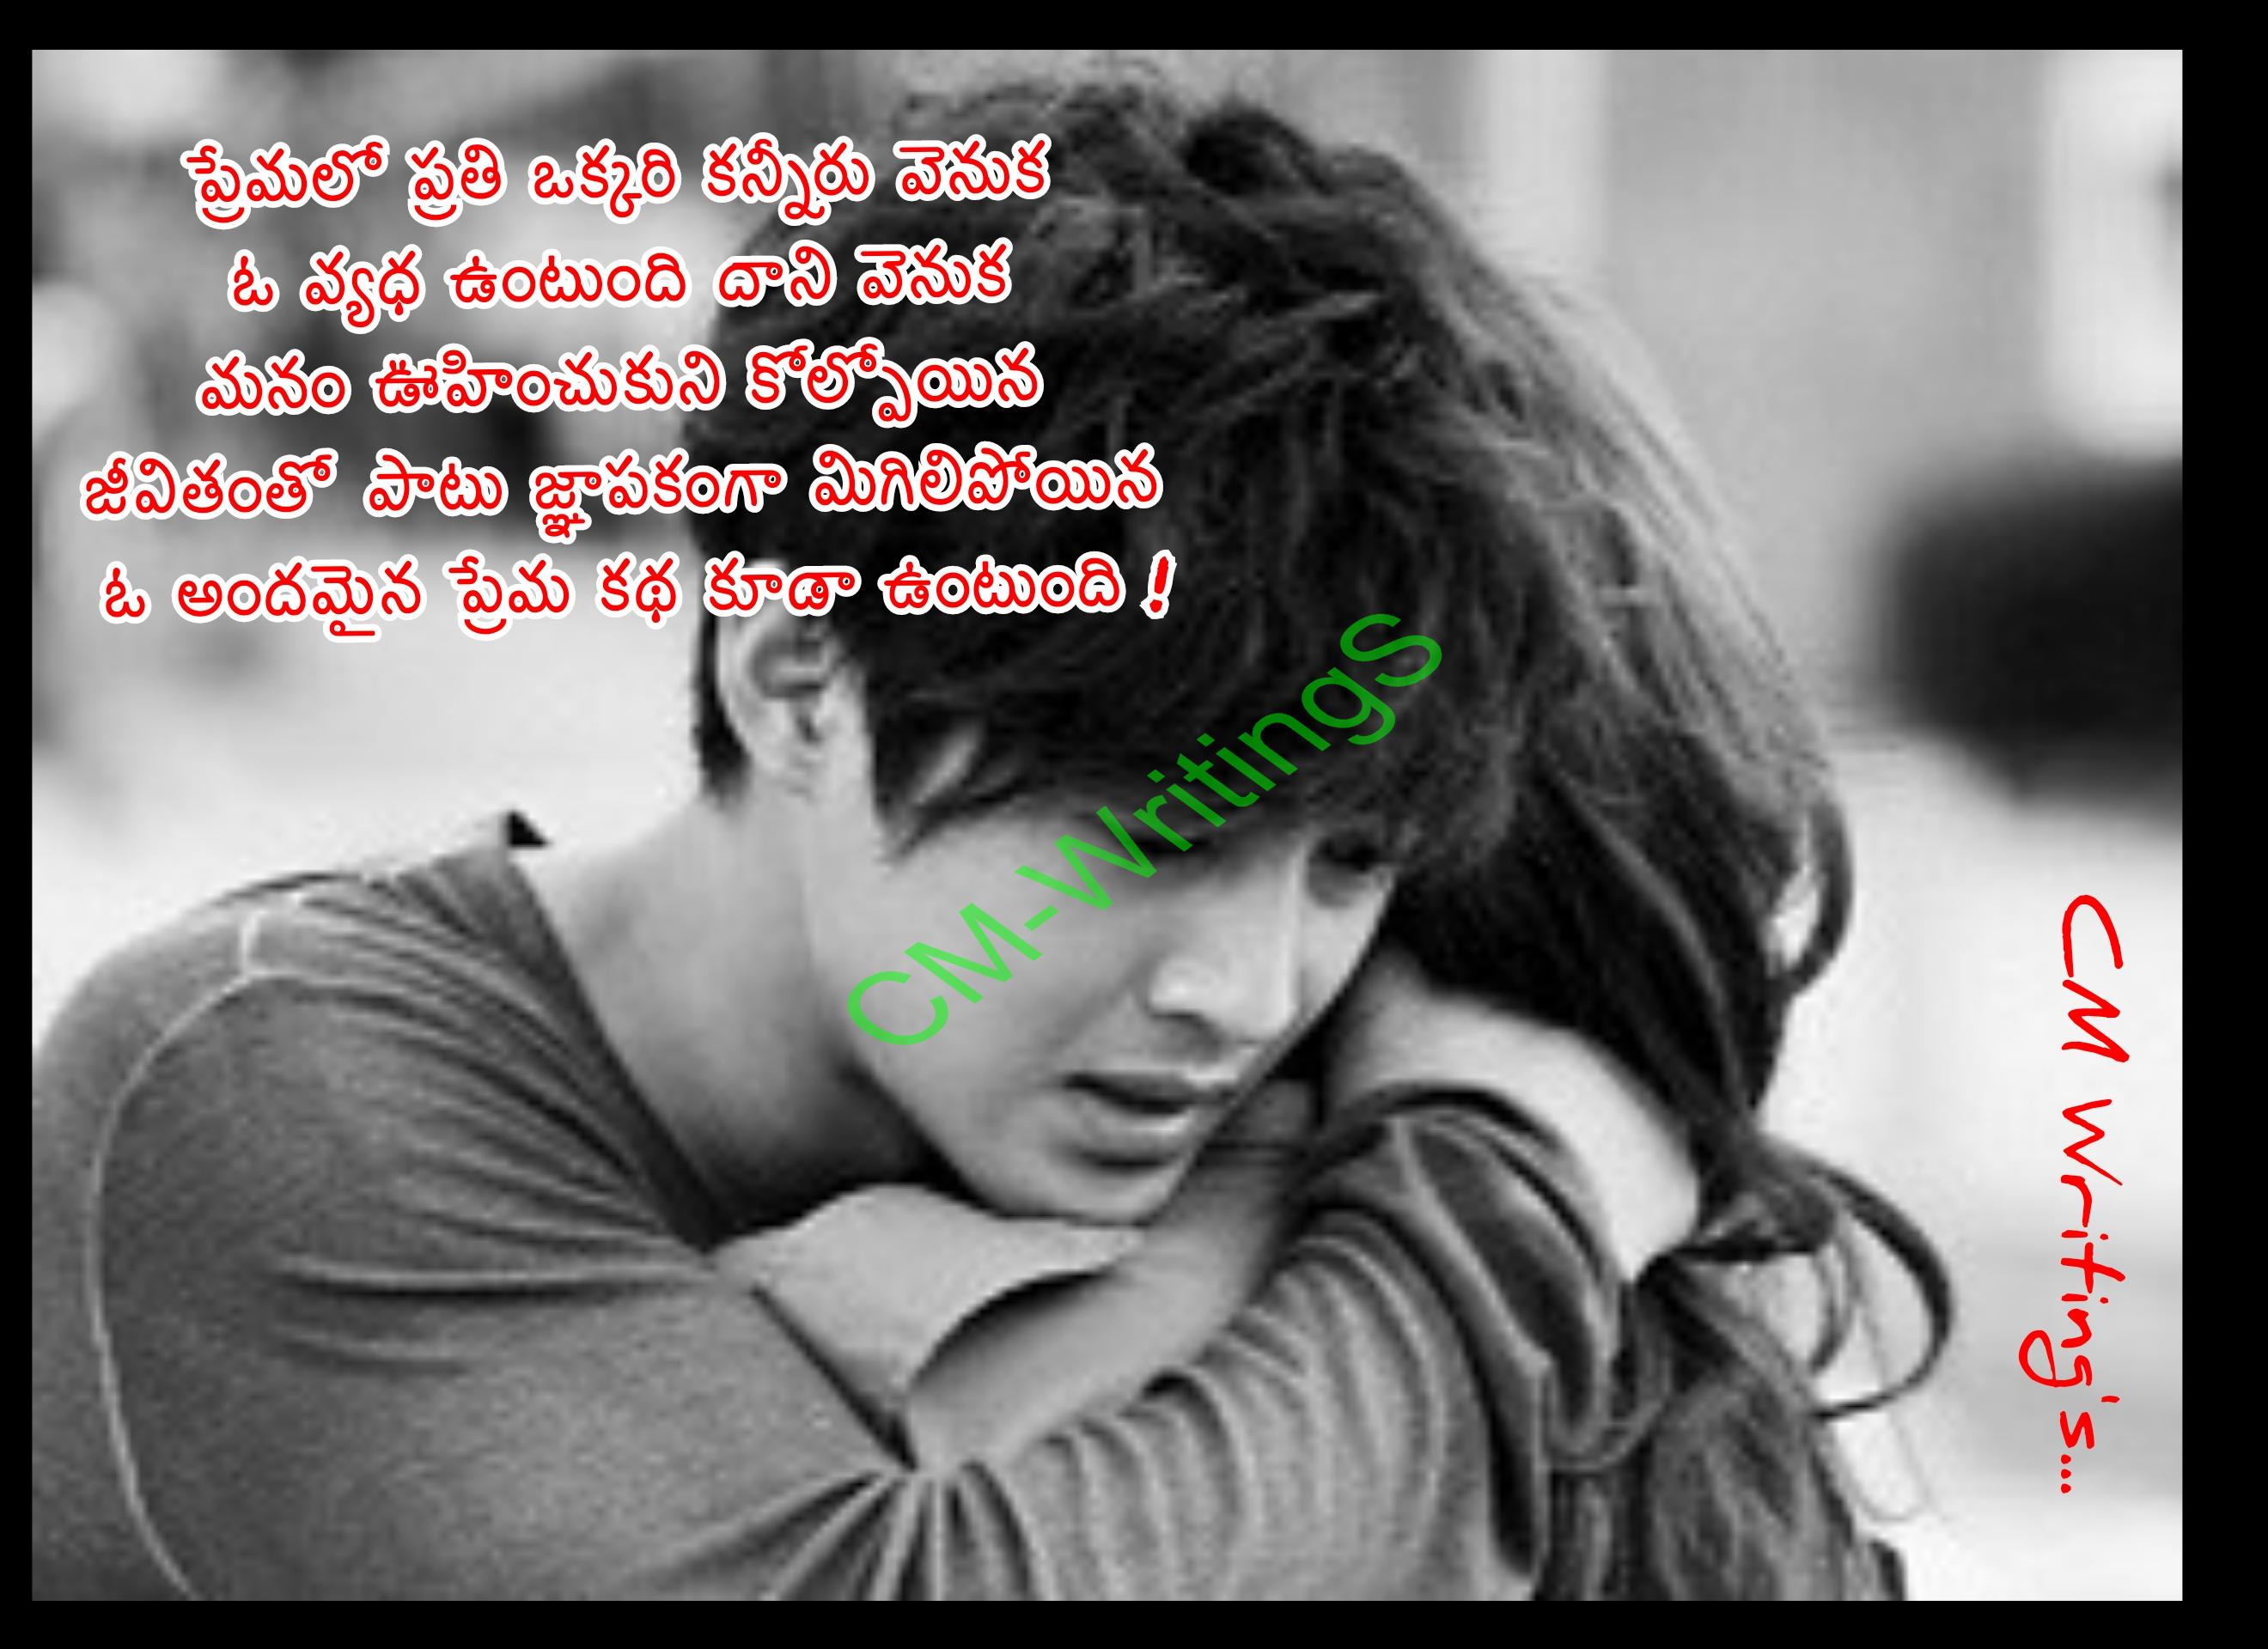 ప్రేమలో ప్రతి ఒక్కరి కన్నీరు వెనుక
ఓ వ్యధ ఉంటుంది దాని వెనుక
మనం ఊహించుకుని కోల్పోయిన
జీవితంతో పాటు జ్ఞాపకంగా మిగిలిపోయిన
ఓ అందమైన ప్రేమ కథ కూడా ఉంటుంది !
CM-WritingS
CM Writing's...